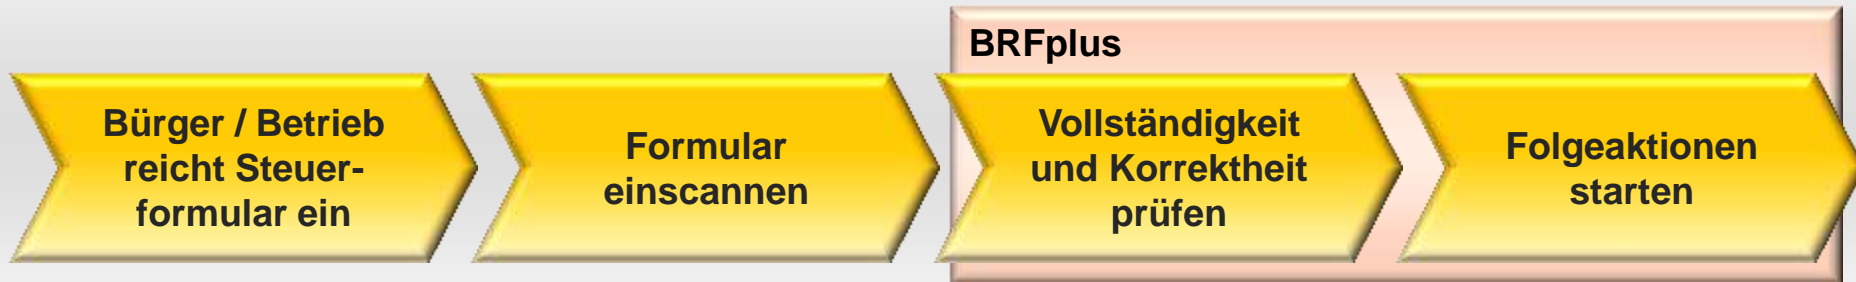 BRFplus
Bürger / Betrieb
reicht Steuer-
formular ein
Formular
einscannen
Vollständigkeit
und Korrektheit
prüfen
Folgeaktionen
starten